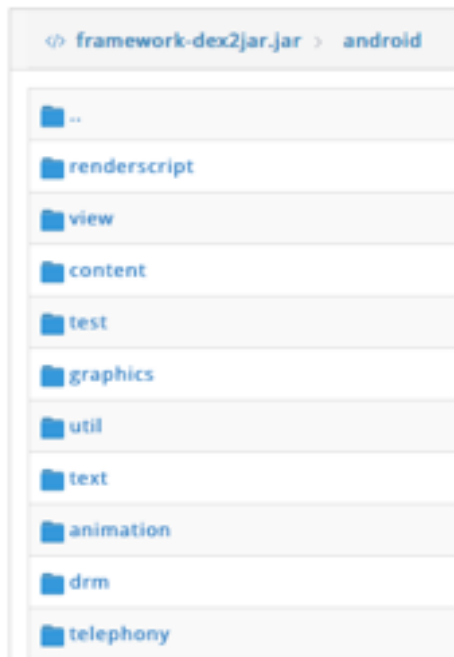 </> framework-dex2jar.jar > android
..
renderscript
view
content
test
graphics
util
text
animation
drm
telephony